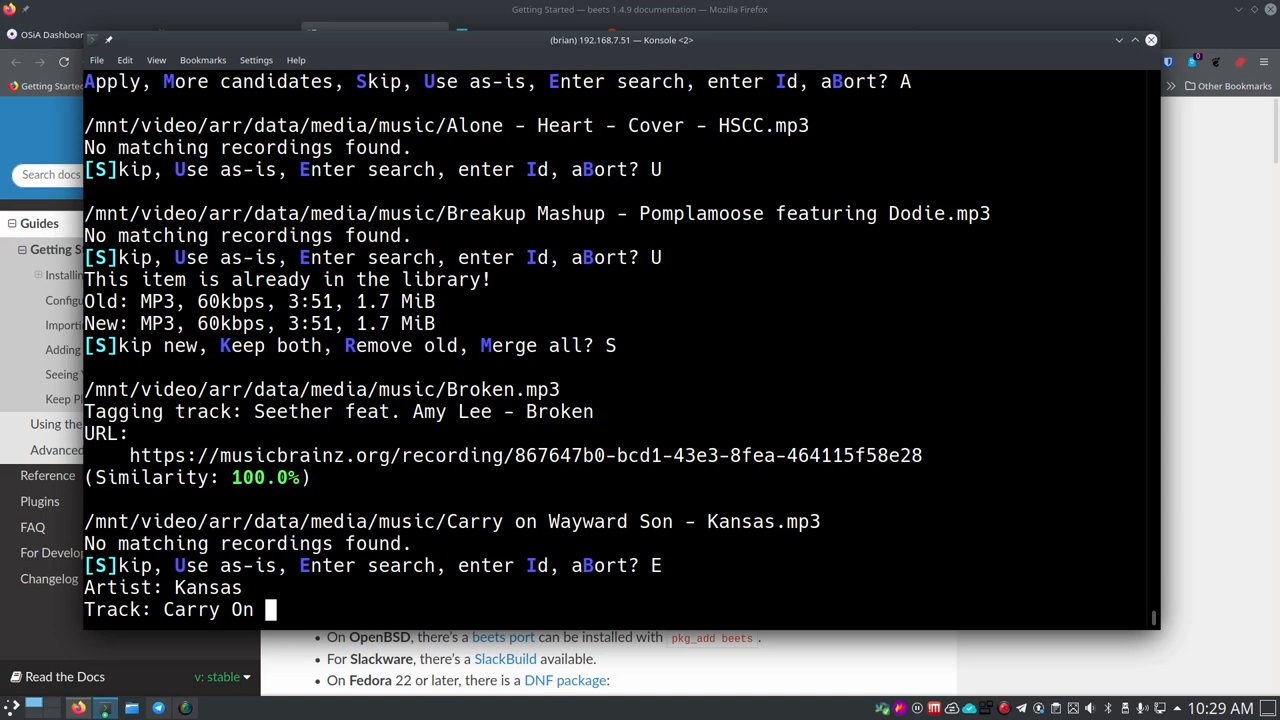 Getting Started — beets 1.4.9 documentation — Mozilla Firefox
OSiA Dashboar
(brian) 192.168.7.51 — Konsole <2>
File Edit View Bookmarks Settings Help
Getting Started
Other Bookmarks
Search docs
Guides
Getting S
Installin
Configu
Importi
Adding
Seeing Y
Keep Pl
Using the
Advanced
Reference
Plugins
FAQ
For Develo
Changelog
Read the Docs
v: stable
Apply, More candidates, Skip, Use as-is, Enter search, enter Id, aBort? A
/mnt/video/arr/data/media/music/Alone - Heart - Cover - HSCC.mp3
No matching recordings found.
[S]kip, Use as-is, Enter search, enter Id, aBort? U
/mnt/video/arr/data/media/music/Breakup Mashup - Pomplamoose featuring Dodie.mp3
No matching recordings found.
[S]kip, Use as-is, Enter search, enter Id, aBort? U
This item is already in the library!
Old: MP3, 60kbps, 3:51, 1.7 MiB
New: MP3, 60kbps, 3:51, 1.7 MiB
[S]kip new, Keep both, Remove old, Merge all? S
/mnt/video/arr/data/media/music/Broken.mp3
Tagging track: Seether feat. Amy Lee - Broken
URL:
https://musicbrainz.org/recording/867647b0-bcd1-43e3-8fea-464115f58e28
(Similarity: 100.0%)
/mnt/video/arr/data/media/music/Carry on Wayward Son - Kansas.mp3
No matching recordings found.
[S]kip, Use as-is, Enter search, enter Id, aBort? E
Artist: Kansas
Track: Carry On
On OpenBSD, there's a beets port can be installed with pkg_add beets .
For Slackware, there's a SlackBuild available.
On Fedora 22 or later, there is a DNF package:
10:29 AM